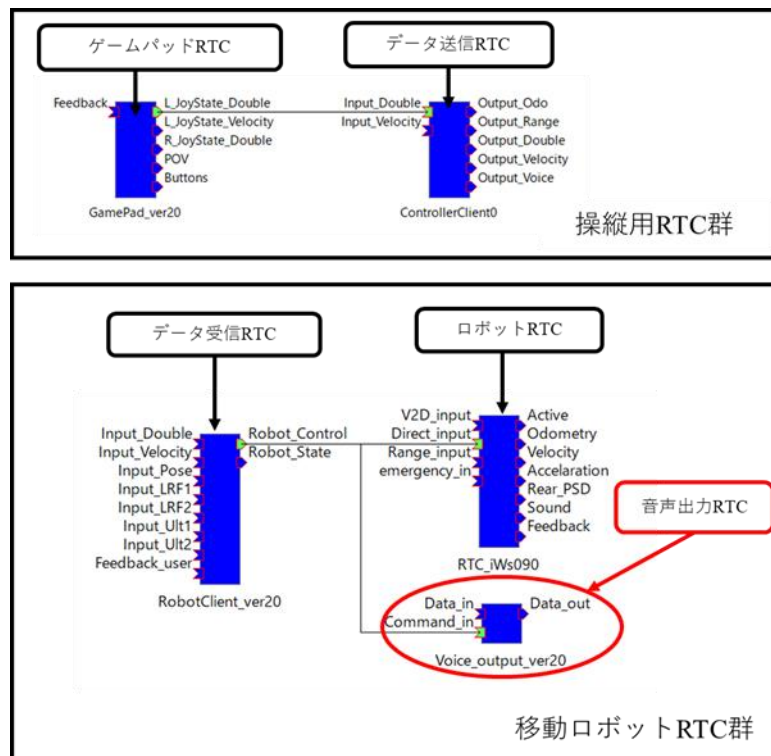 ゲームパッドRTC
データ送信RTC
Feedback
L_JoyState_Double
L_JoyState_Velocity
R_JoyState_Double
POV
Buttons
GamePad_ver20
Input_Double
Input_Velocity
Output_Odo
Output_Range
Output_Double
Output_Velocity
Output_Voice
ControllerClient0
操縦用RTC群
データ受信RTC
ロボットRTC
Input_Double
Input_Velocity
Input_Pose
Input_LRF1
Input_LRF2
Input_Ult1
Input_Ult2
Feedback_user
Robot_Control
Robot_State
RobotClient_ver20
V2D_input
Direct_input
Range_input
emergency_in
Active
Odometry
Velocity
Accelaration
Rear_PSD
Sound
Feedback
RTC_iWs090
音声出力RTC
Data_in
Command_in
Data_out
Voice_output_ver20
移動ロボットRTC群